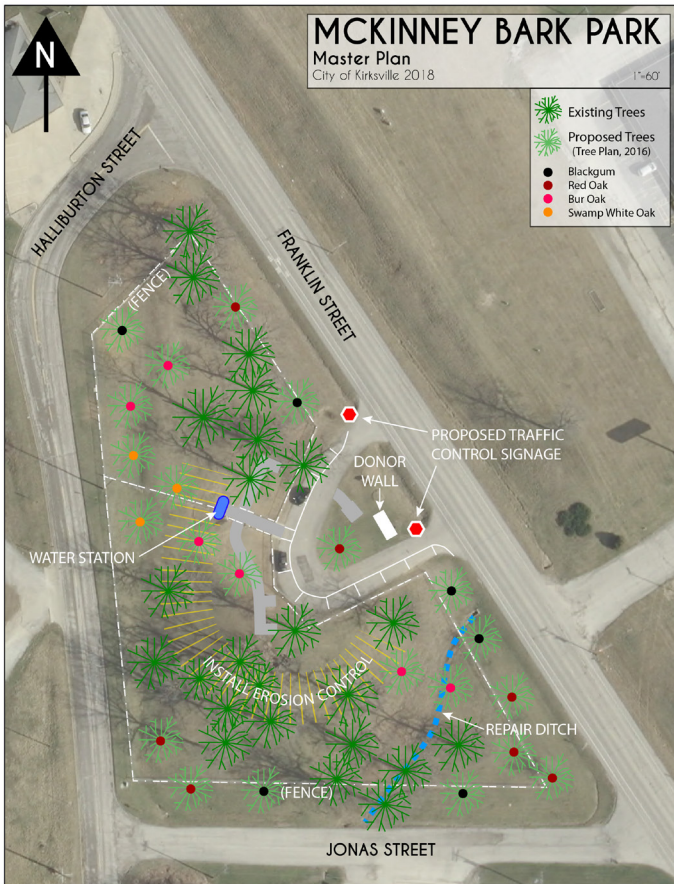 MCKINNEY BARK PARK
Master Plan
City of Kirksville 2018
1"-60'
N
Existing Trees
Proposed Trees
(Tree Plan, 2016)
Blackgum
Red Oak
Bur Oak
Swamp White Oak
HALLIBURTON STREET
FRANKLIN STREET
(FENCE)
PROPOSED TRAFFIC
CONTROL SIGNAGE
DONOR
WALL
WATER STATION
INSTALL EROSION CONTROL
REPAIR DITCH
(FENCE)
JONAS STREET